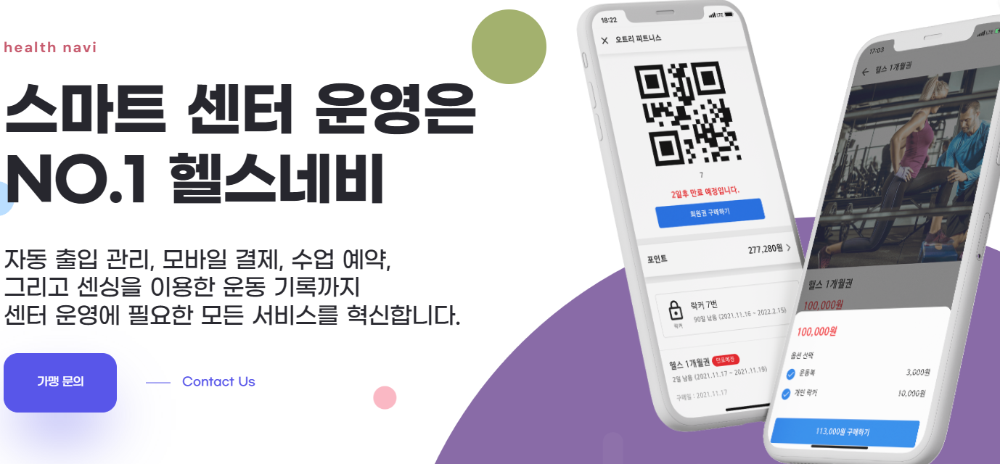 health navi
스마트 센터 운영은
NO.1 헬스네비
자동 출입 관리, 모바일 결제, 수업 예약,
그리고 센싱을 이용한 운동 기록까지
센터 운영에 필요한 모든 서비스를 혁신합니다.
가맹 문의
Contact Us
18:22
LTE
오트리 피트니스
7
2일후 만료 예정입니다.
회원권 구매하기
포인트
277,280원
락커
락커 7번
90일 남음 (2021.11.16 ~ 2022.2.15)
헬스 1개월권 만료예정
2일 남음 (2021.11.17 ~ 2021.11.19)
구매일 : 2021.11.17
17:03
LTE
헬스 1개월권
헬스 1개월권
100,000원
100,000원
옵션 선택
운동복 3,000원
개인 락커 10,000원
113,000원 구매하기